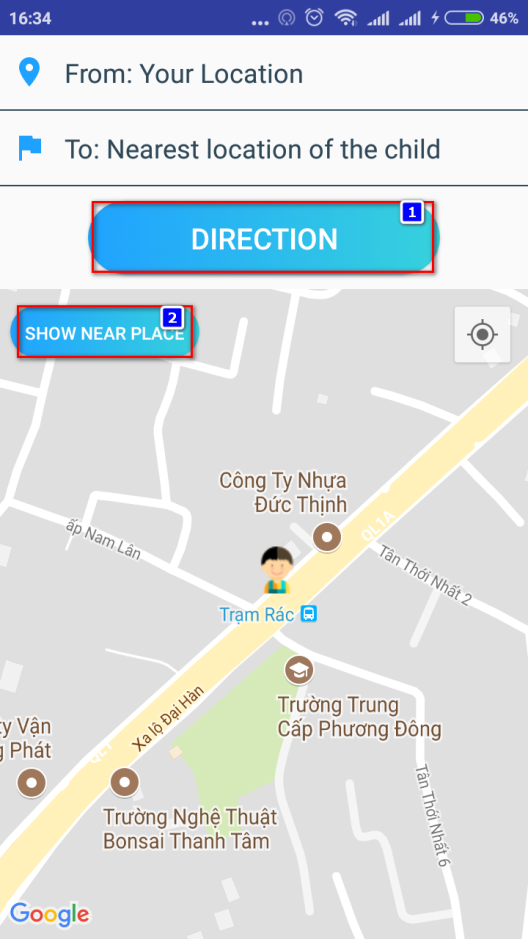 16:34
46%
From: Your Location
To: Nearest location of the child
1
DIRECTION
2
SHOW NEAR PLACE
Công Ty Nhựa
Đức Thịnh
QL1A
ấp Nam Lân
Tân Thới Nhất 2
Trạm Rác
Trường Trung
Cấp Phương Đông
Xa lộ Đại Hàn
ty Vận
Phát
QL1
Tân Thới Nhất 6
Trường Nghệ Thuật
Bonsai Thanh Tâm
Google